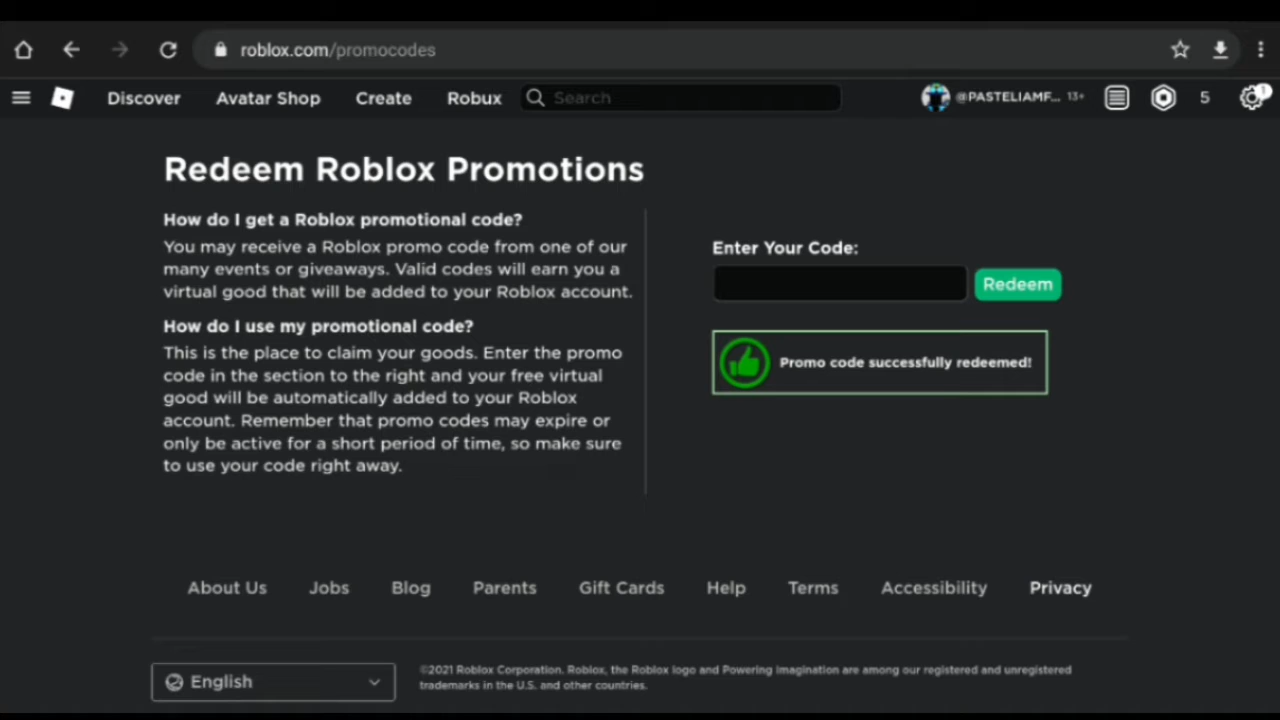 roblox.com/promocodes
Discover Avatar Shop Create Robux Search @PASTELIAMF... 13+ 5 1
Redeem Roblox Promotions
How do I get a Roblox promotional code?
You may receive a Roblox promo code from one of our
many events or giveaways. Valid codes will earn you a
virtual good that will be added to your Roblox account.
How do I use my promotional code?
This is the place to claim your goods. Enter the promo
code in the section to the right and your free virtual
good will be automatically added to your Roblox
account. Remember that promo codes may expire or
only be active for a short period of time, so make sure
to use your code right away.
Enter Your Code:
Redeem
Promo code successfully redeemed!
About Us Jobs Blog Parents Gift Cards Help Terms Accessibility Privacy
English
©2021 Roblox Corporation. Roblox, the Roblox logo and Powering Imagination are among our registered and unregistered
trademarks in the U.S. and other countries.